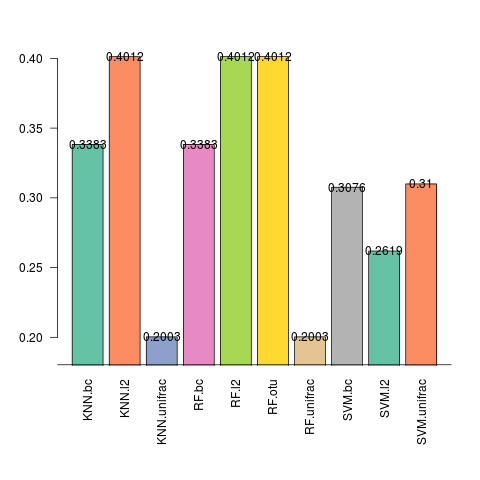 0.40
0.35
0.30
0.25
0.20
0.3383
0.4012
0.2003
0.3383
0.4012
0.4012
0.2003
0.3076
0.2619
0.31
KNN.bc
KNN.l2
KNN.unifrac
RF.bc
RF.l2
RF.otu
RF.unifrac
SVM.bc
SVM.l2
SVM.unifrac